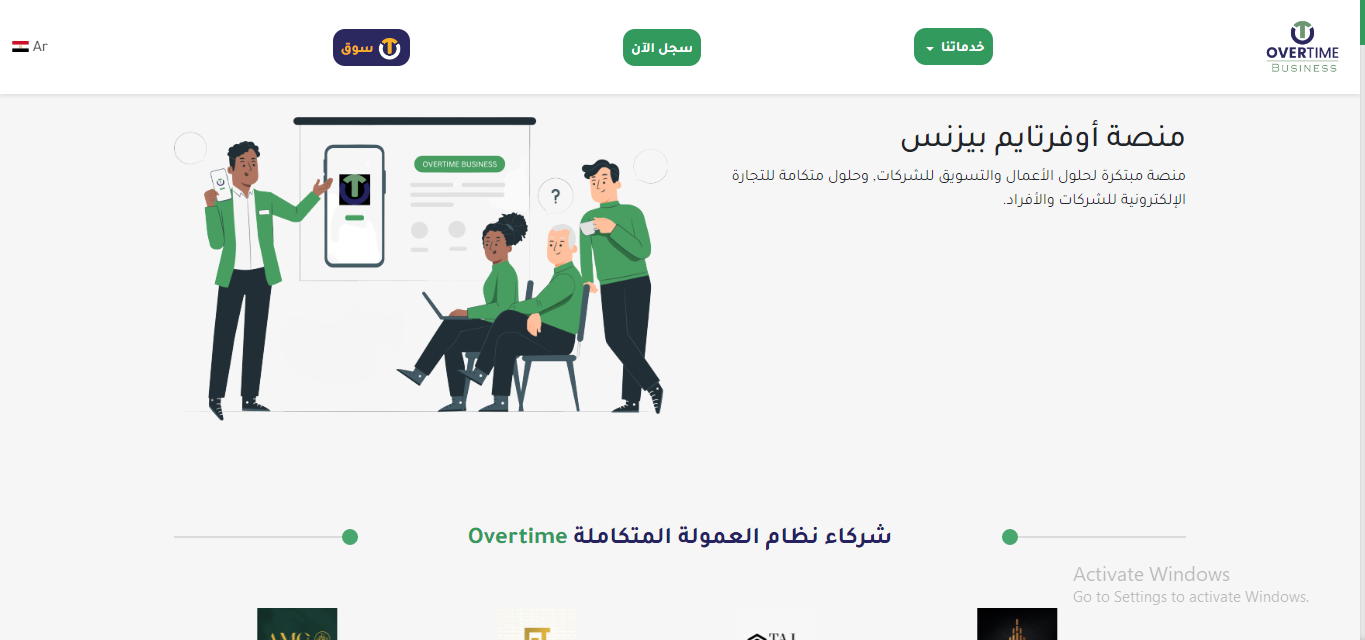 OVERTIME
BUSINESS
خدماتنا
سجل الآن
سوق
Ar
منصة أوفرتايم بيزنس
منصة مبتكرة لحلول الأعمال والتسويق للشركات, وحلول متكاملة للتجارة
الإلكترونية للشركات والأفراد.
OVERTIME BUSINESS
?
شركاء نظام العمولة المتكاملة Overtime
Activate Windows
Go to Settings to activate Windows.